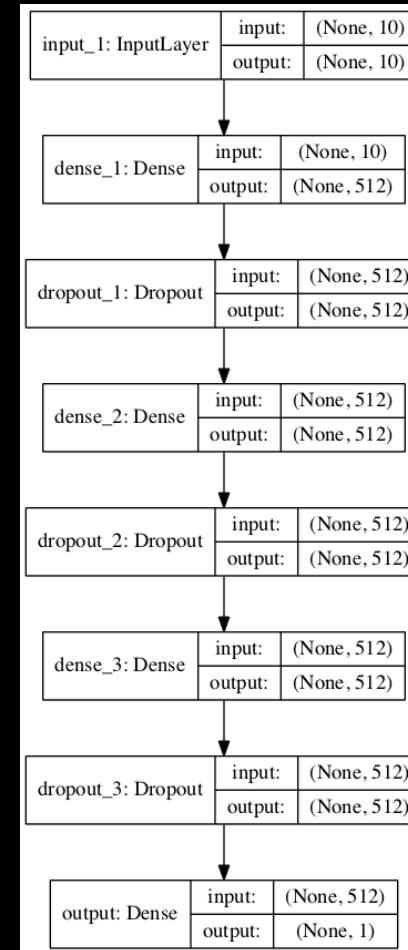 input_1: InputLayer
input: (None, 10)
output: (None, 10)
dense_1: Dense
input: (None, 10)
output: (None, 512)
dropout_1: Dropout
input: (None, 512)
output: (None, 512)
dense_2: Dense
input: (None, 512)
output: (None, 512)
dropout_2: Dropout
input: (None, 512)
output: (None, 512)
dense_3: Dense
input: (None, 512)
output: (None, 512)
dropout_3: Dropout
input: (None, 512)
output: (None, 512)
output: Dense
input: (None, 512)
output: (None, 1)